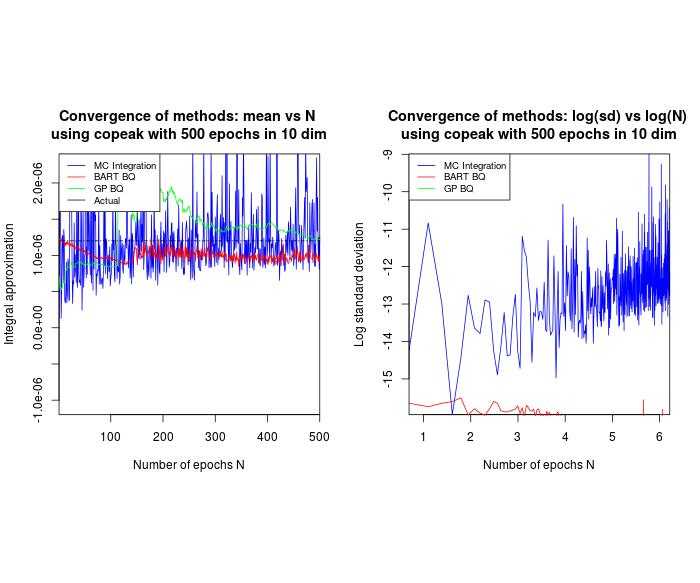 Convergence of methods: mean vs N
using copeak with 500 epochs in 10 dim
MC Integration
BART BQ
GP BQ
Actual
Integral approximation
2.0e-06
1.0e-06
0.0e+00
-1.0e-06
100 200 300 400 500
Number of epochs N
Convergence of methods: log(sd) vs log(N)
using copeak with 500 epochs in 10 dim
MC Integration
BART BQ
GP BQ
Log standard deviation
-9
-10
-11
-12
-13
-14
-15
1 2 3 4 5 6
Number of epochs N